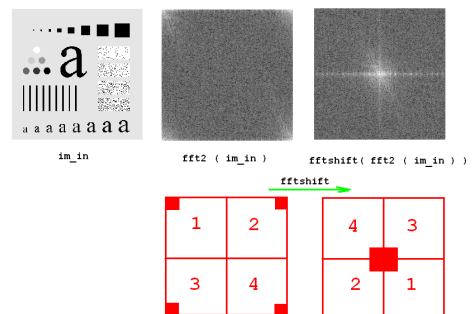 a
a a a a a a a a
im_in
fft2 ( im_in )
fftshift( fft2 ( im_in ) )
fftshift
1 2
3 4
4 3
2 1